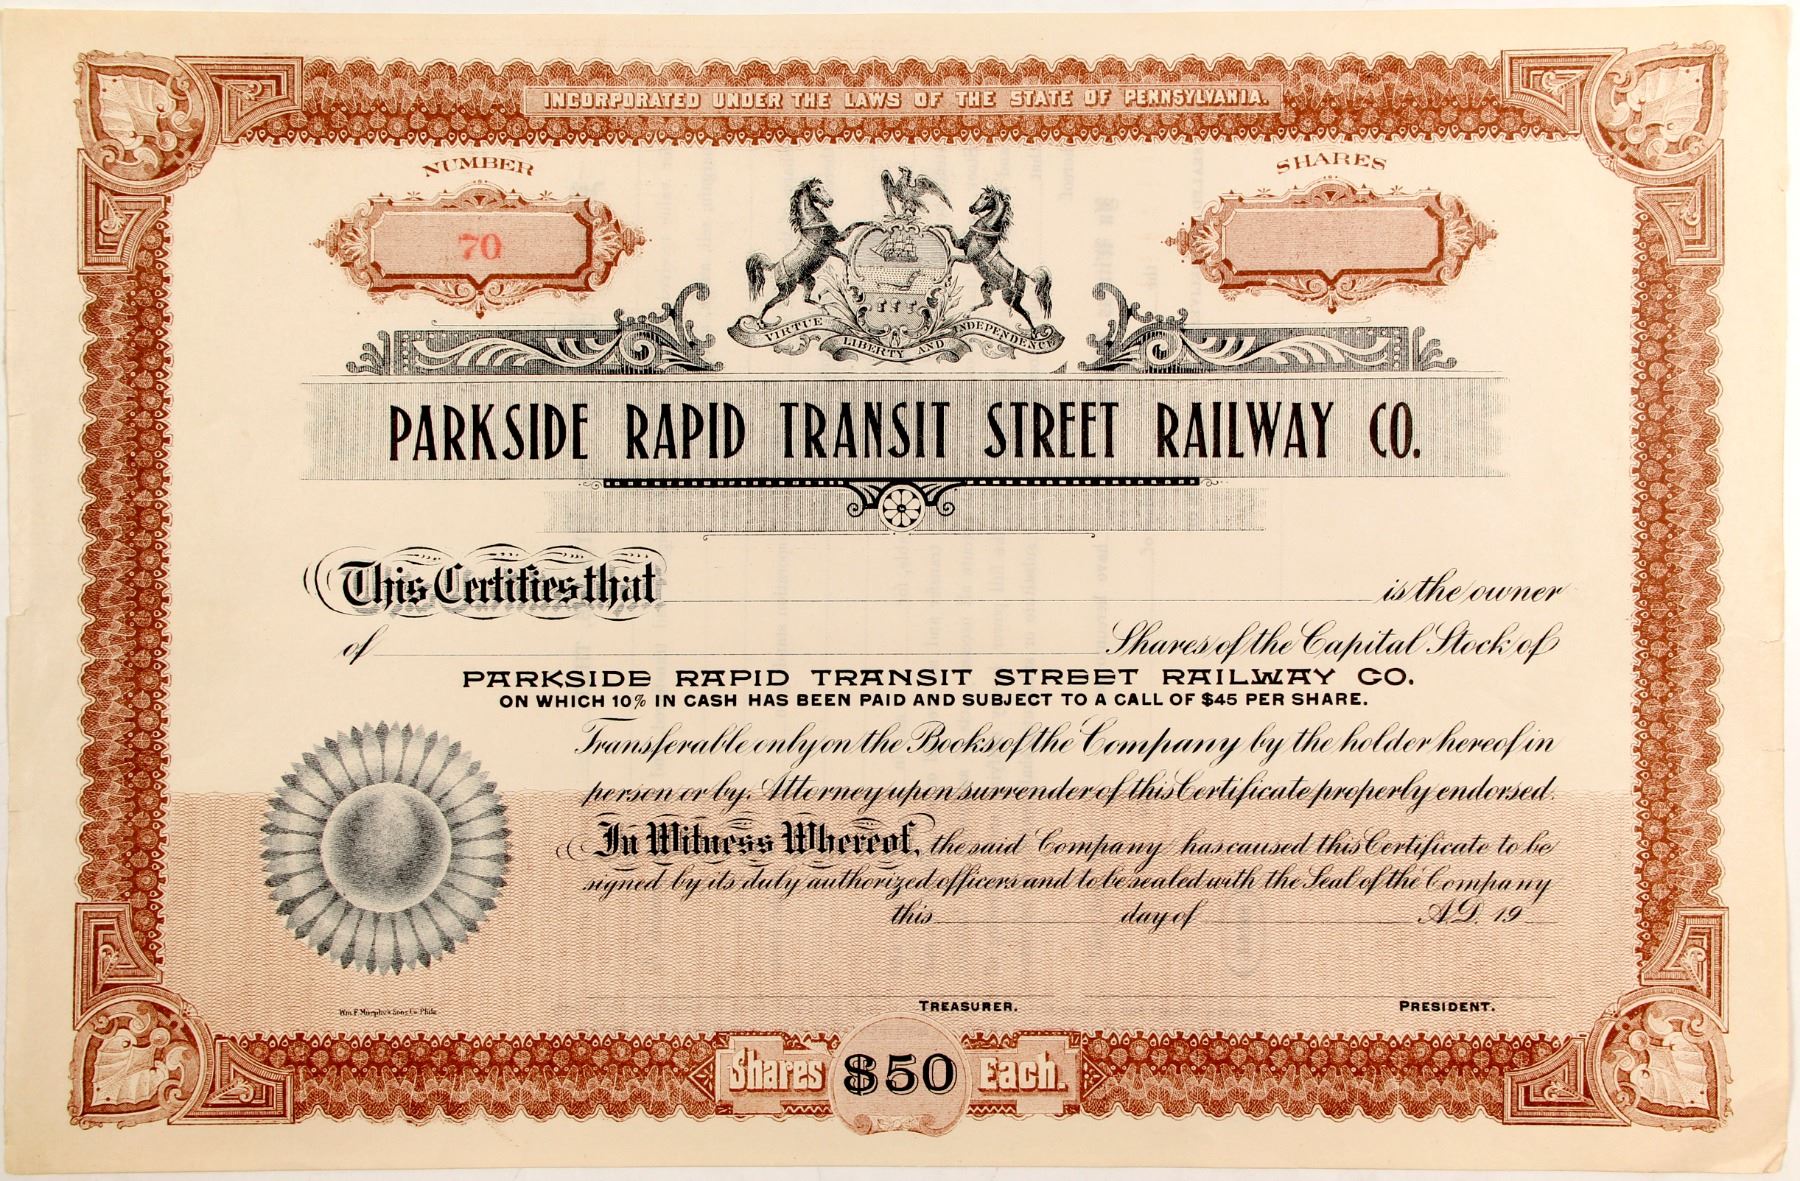 INCORPORATED UNDER THE LAWS OF THE STATE OF PENNSYLVANIA.
NUMBER
SHARES
70
VIRTUE LIBERTY AND INDEPENDENCE
PARKSIDE RAPID TRANSIT STREET RAILWAY CO.
This Certifies that is the owner
of Shares of the Capital Stock of
PARKSIDE RAPID TRANSIT STREET RAILWAY CO.
ON WHICH 10% IN CASH HAS BEEN PAID AND SUBJECT TO A CALL OF $45 PER SHARE.
Transferable only on the Books of the Company by the holder hereof in
person or by Attorney upon surrender of this Certificate properly endorsed.
In Witness Whereof, the said Company has caused this Certificate to be
signed by its duly authorized officers and to be sealed with the Seal of the Company
this day of A.D. 19
TREASURER.
PRESIDENT.
Wm F. Murphy's Sons Co Phila
Shares $50 Each.